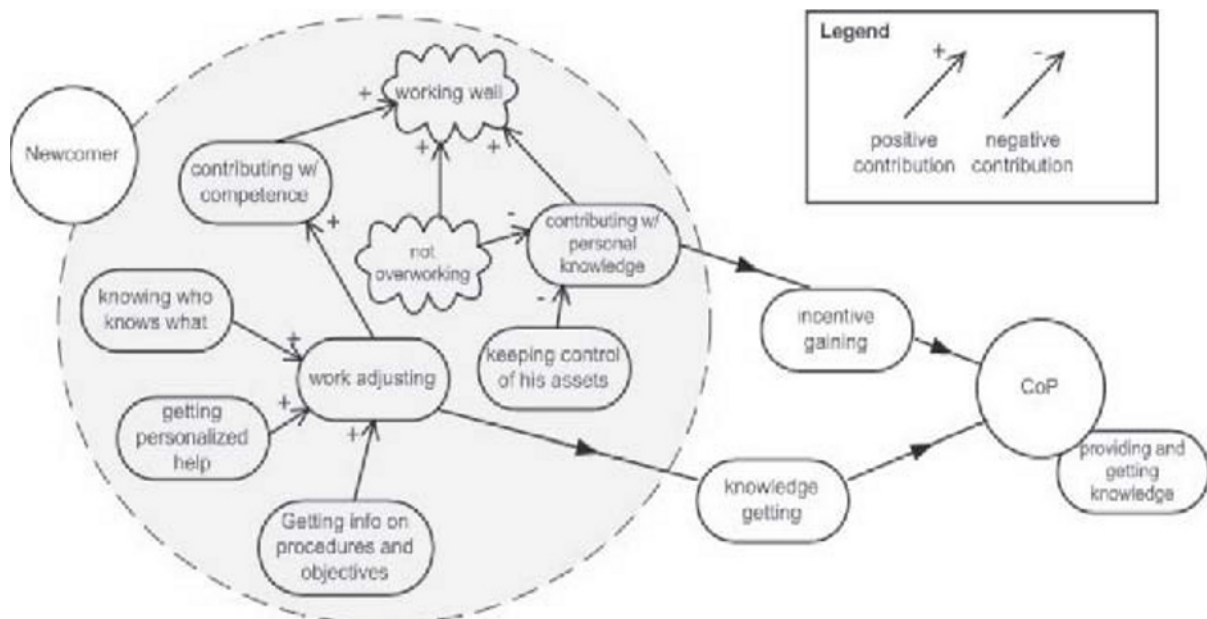 Legend
+
-
positive
contribution
negative
contribution
Newcomer
working well
+
+
+
contributing w/
competence
+
not
overworking
-
contributing w/
personal
knowledge
-
knowing who
knows what
+
work adjusting
keeping control
of his assets
incentive
gaining
CoP
getting
personalized
help
+
+
Getting info on
procedures and
objectives
knowledge
getting
providing and
getting
knowledge